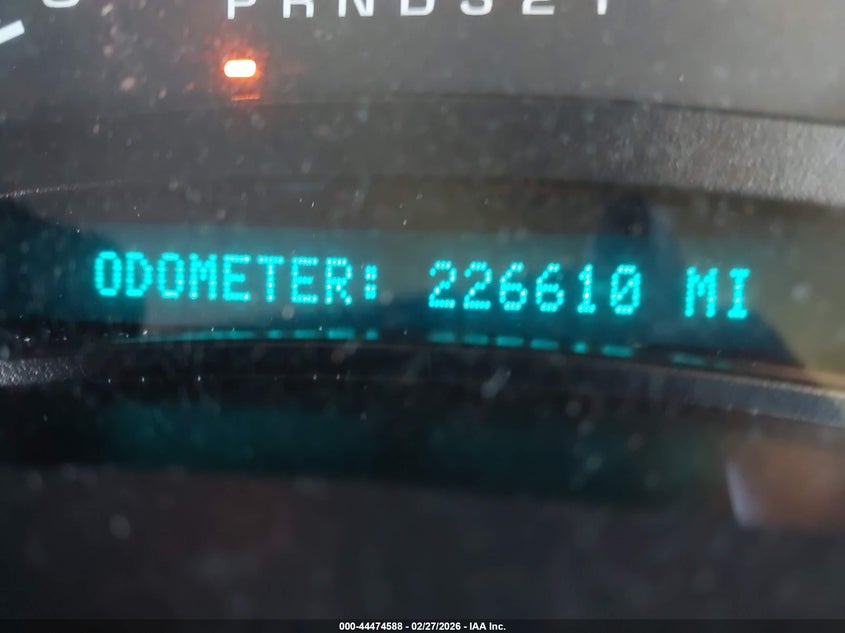 PRND321
ODOMETER: 226610 MI
000-44474588 - 02/27/2026 - IAA Inc.